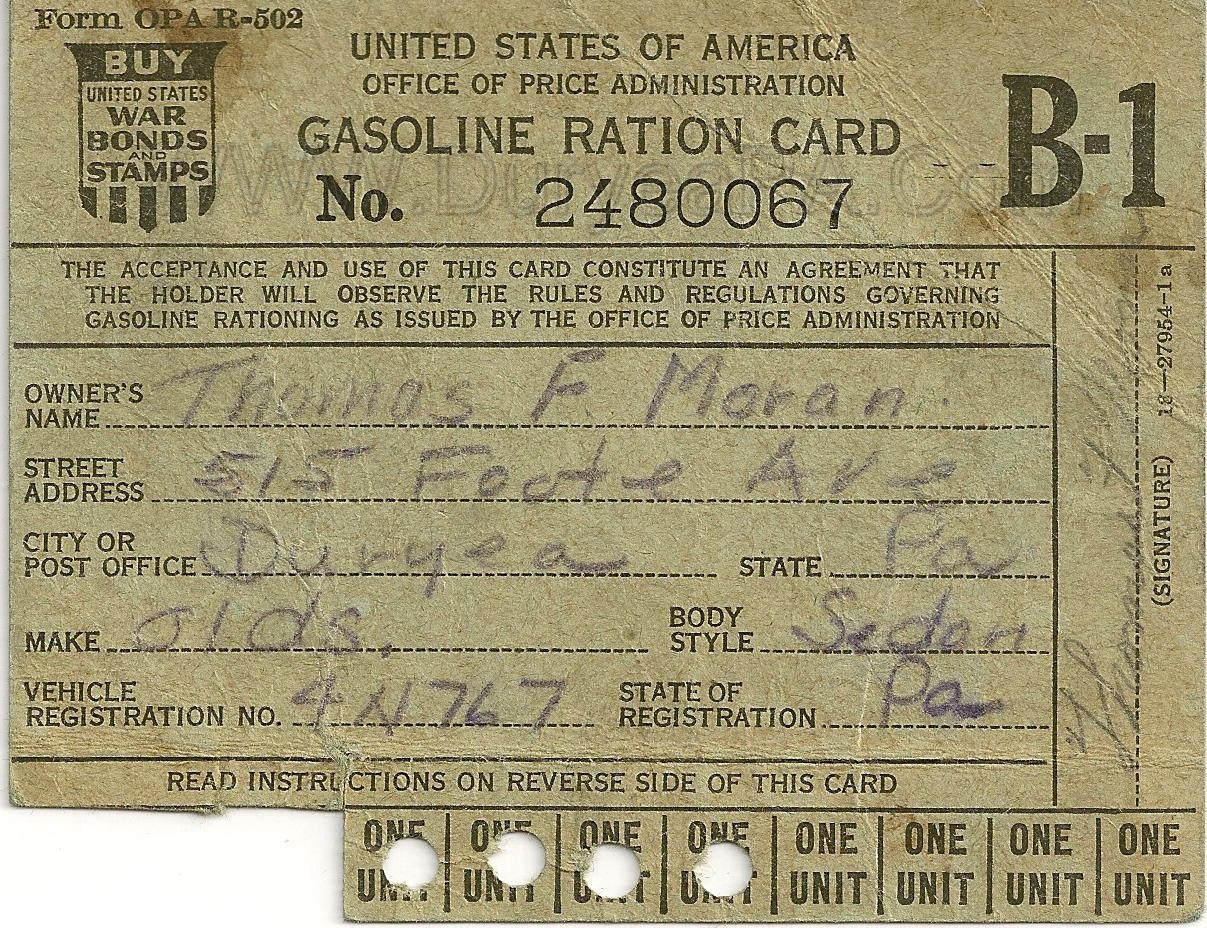 Form OPA R-502
BUY
UNITED STATES
WAR
BONDS
AND
STAMPS
UNITED STATES OF AMERICA
OFFICE OF PRICE ADMINISTRATION
GASOLINE RATION CARD
No. 2480067
B-1
THE ACCEPTANCE AND USE OF THIS CARD CONSTITUTE AN AGREEMENT THAT
THE HOLDER WILL OBSERVE THE RULES AND REGULATIONS GOVERNING
GASOLINE RATIONING AS ISSUED BY THE OFFICE OF PRICE ADMINISTRATION
OWNER'S NAME Thomas F. Moran.
STREET ADDRESS 515 Foote Ave
CITY OR POST OFFICE Duryea STATE Pa
MAKE olds. BODY STYLE Sedan
VEHICLE REGISTRATION NO. 4N767 STATE OF REGISTRATION Pa
READ INSTRUCTIONS ON REVERSE SIDE OF THIS CARD
Thomas F Moran
(SIGNATURE) 16—27954-1a
ONE UNIT ONE UNIT ONE UNIT ONE UNIT ONE UNIT ONE UNIT ONE UNIT ONE UNIT